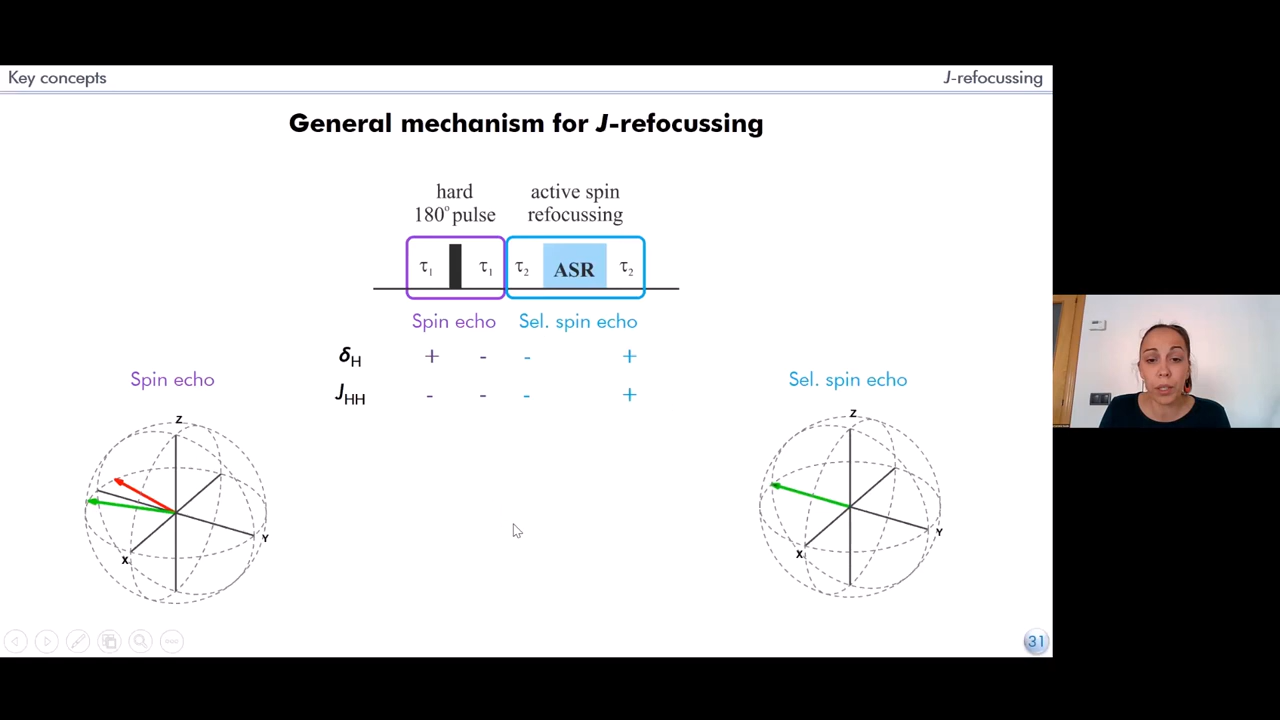 Key concepts
J-refocussing
General mechanism for J-refocussing
hard
180° pulse
active spin
refocussing
τ1
τ1
τ2
ASR
τ2
Spin echo
Sel. spin echo
δH + - - +
JHH - - - +
Spin echo
Z
Y
X
Sel. spin echo
Z
Y
X
31